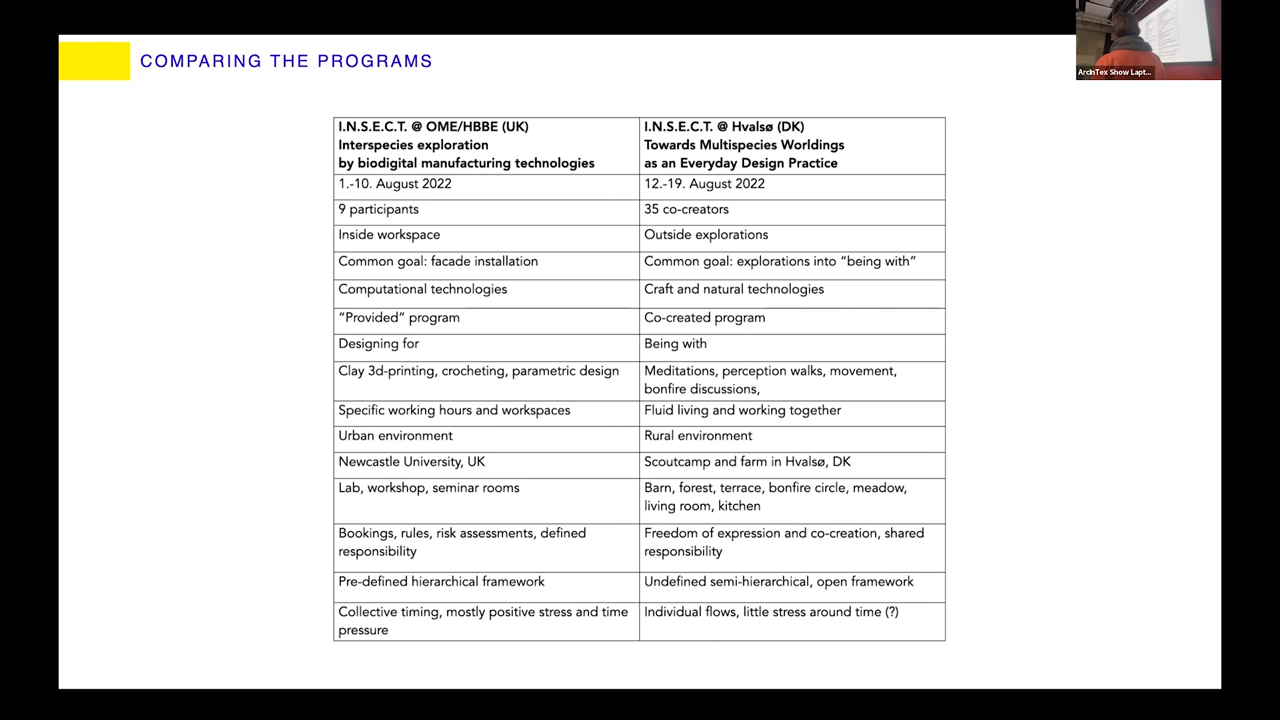 COMPARING THE PROGRAMS
ArcInTex Show Lapt...
I.N.S.E.C.T. @ OME/HBBE (UK)
Interspecies exploration
by biodigital manufacturing technologies
I.N.S.E.C.T. @ Hvalsø (DK)
Towards Multispecies Worldings
as an Everyday Design Practice
1.-10. August 2022
12.-19. August 2022
9 participants
35 co-creators
Inside workspace
Outside explorations
Common goal: facade installation
Common goal: explorations into “being with”
Computational technologies
Craft and natural technologies
“Provided” program
Co-created program
Designing for
Being with
Clay 3d-printing, crocheting, parametric design
Meditations, perception walks, movement,
bonfire discussions,
Specific working hours and workspaces
Fluid living and working together
Urban environment
Rural environment
Newcastle University, UK
Scoutcamp and farm in Hvalsø, DK
Lab, workshop, seminar rooms
Barn, forest, terrace, bonfire circle, meadow,
living room, kitchen
Bookings, rules, risk assessments, defined
responsibility
Freedom of expression and co-creation, shared
responsibility
Pre-defined hierarchical framework
Undefined semi-hierarchical, open framework
Collective timing, mostly positive stress and time
pressure
Individual flows, little stress around time (?)